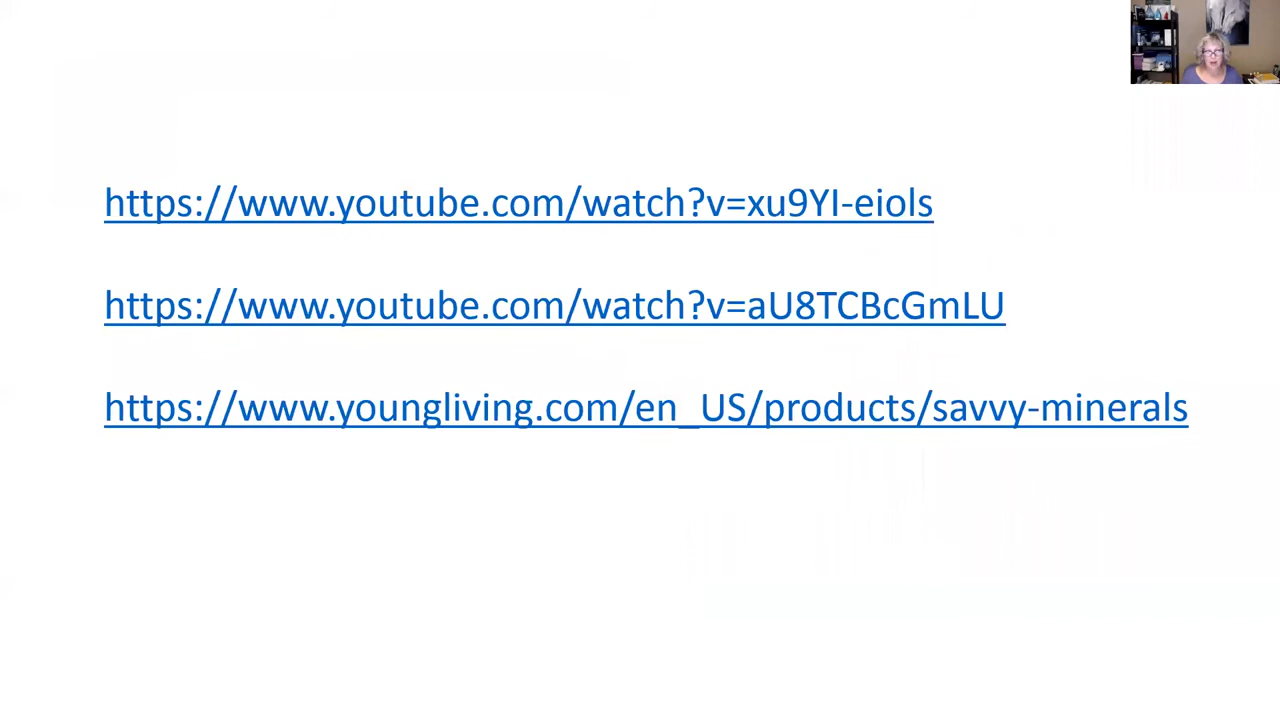 https://www.youtube.com/watch?v=xu9YI-eiols
https://www.youtube.com/watch?v=aU8TCBcGmLU
https://www.youngliving.com/en_US/products/savvy-minerals